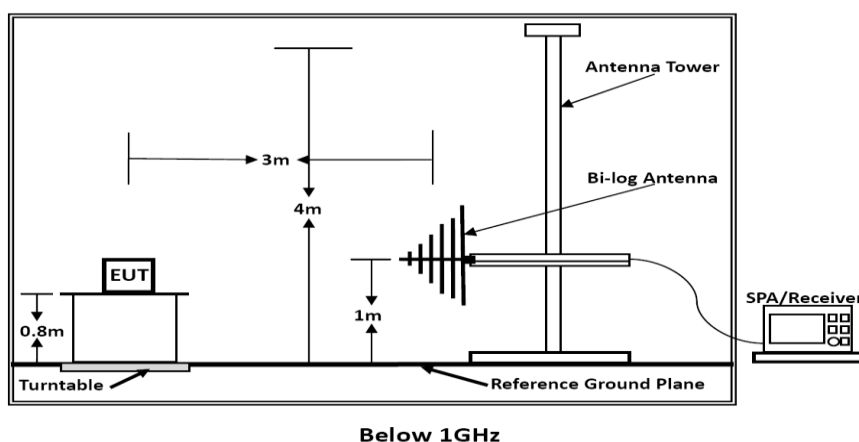 Antenna Tower
3m
Bi-log Antenna
4m
EUT
SPA/Receiver
0.8m
1m
Turntable
Reference Ground Plane
Below 1GHz